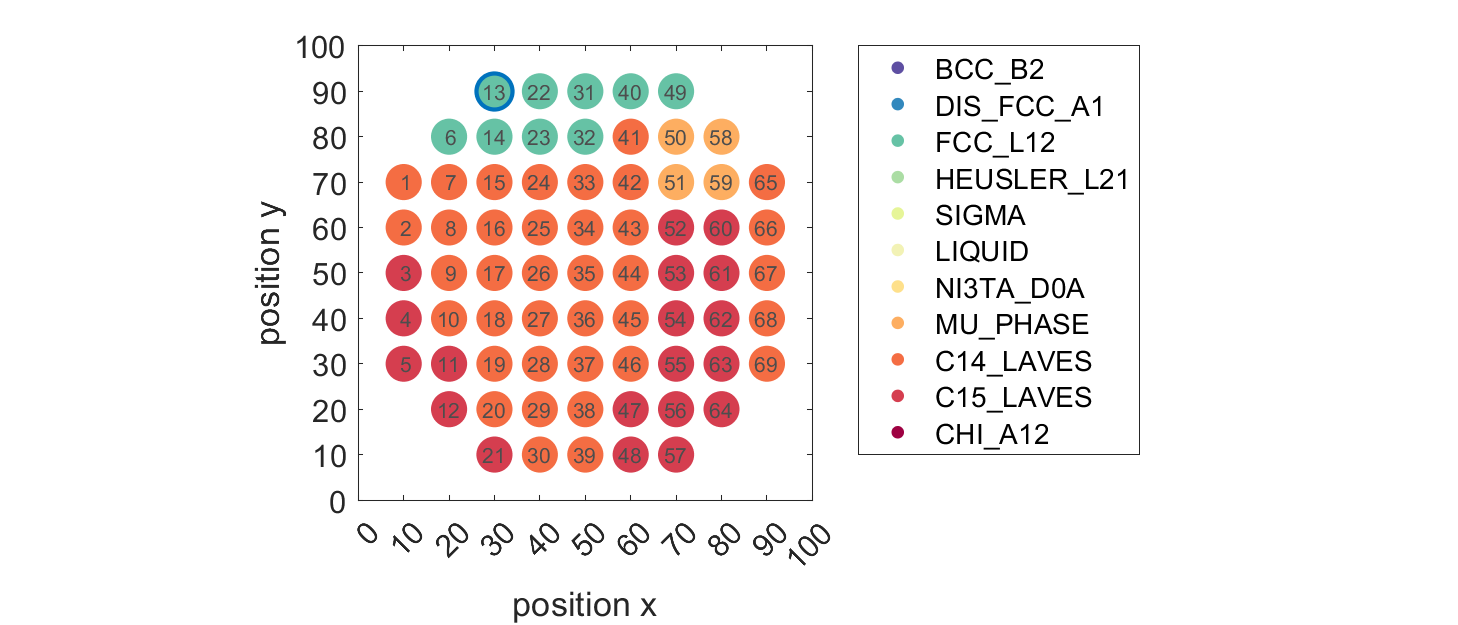 100
90 13 22 31 40 49
80 6 14 23 32 41 50 58
70 1 7 15 24 33 42 51 59 65
60 2 8 16 25 34 43 52 60 66
50 3 9 17 26 35 44 53 61 67
40 4 10 18 27 36 45 54 62 68
30 5 11 19 28 37 46 55 63 69
20 12 20 29 38 47 56 64
10 21 30 39 48 57
0
position y
0 10 20 30 40 50 60 70 80 90 100
position x
BCC_B2
DIS_FCC_A1
FCC_L12
HEUSLER_L21
SIGMA
LIQUID
NI3TA_D0A
MU_PHASE
C14_LAVES
C15_LAVES
CHI_A12